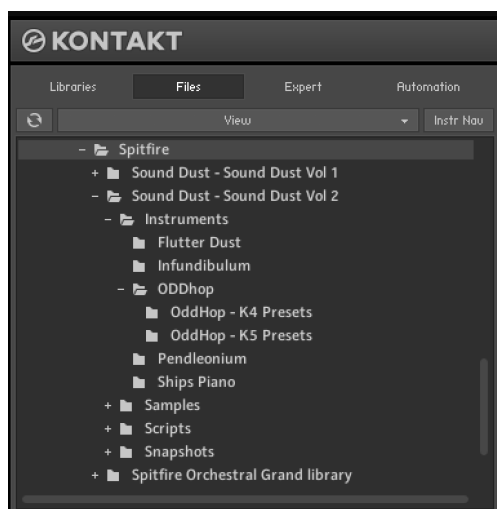 KONTAKT
Libraries Files Expert Automation
View Instr Nav
– Spitfire
+ Sound Dust - Sound Dust Vol 1
– Sound Dust - Sound Dust Vol 2
– Instruments
Flutter Dust
Infundibulum
– ODDhop
OddHop - K4 Presets
OddHop - K5 Presets
Pendleonium
Ships Piano
+ Samples
+ Scripts
+ Snapshots
+ Spitfire Orchestral Grand library